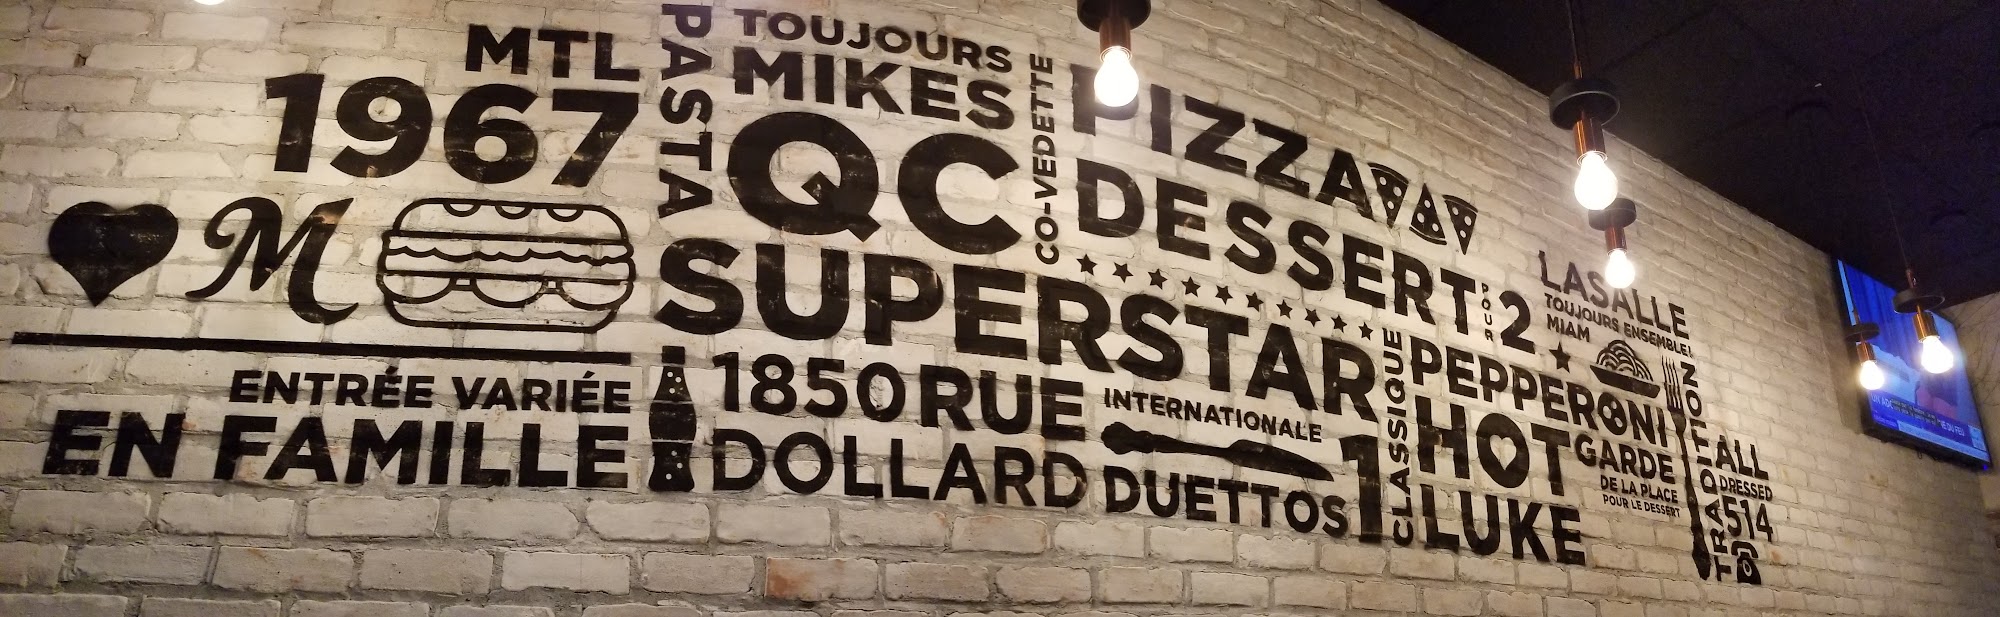 MTL
1967
M
ENTRÉE VARIÉE
EN FAMILLE
PASTA
TOUJOURS
MIKES
QC
CO-VEDETTE
SUPERSTAR
1850 RUE
DOLLARD
PIZZA
DESSERT
POUR
2
INTERNATIONALE
DUETTOS
1
CLASSIQUE
PEPPERONI
HOT
LUKE
LASALLE
TOUJOURS ENSEMBLE!
MIAM
GARDE
DE LA PLACE
POUR LE DESSERT
TRADITION
ALL
DRESSED
514